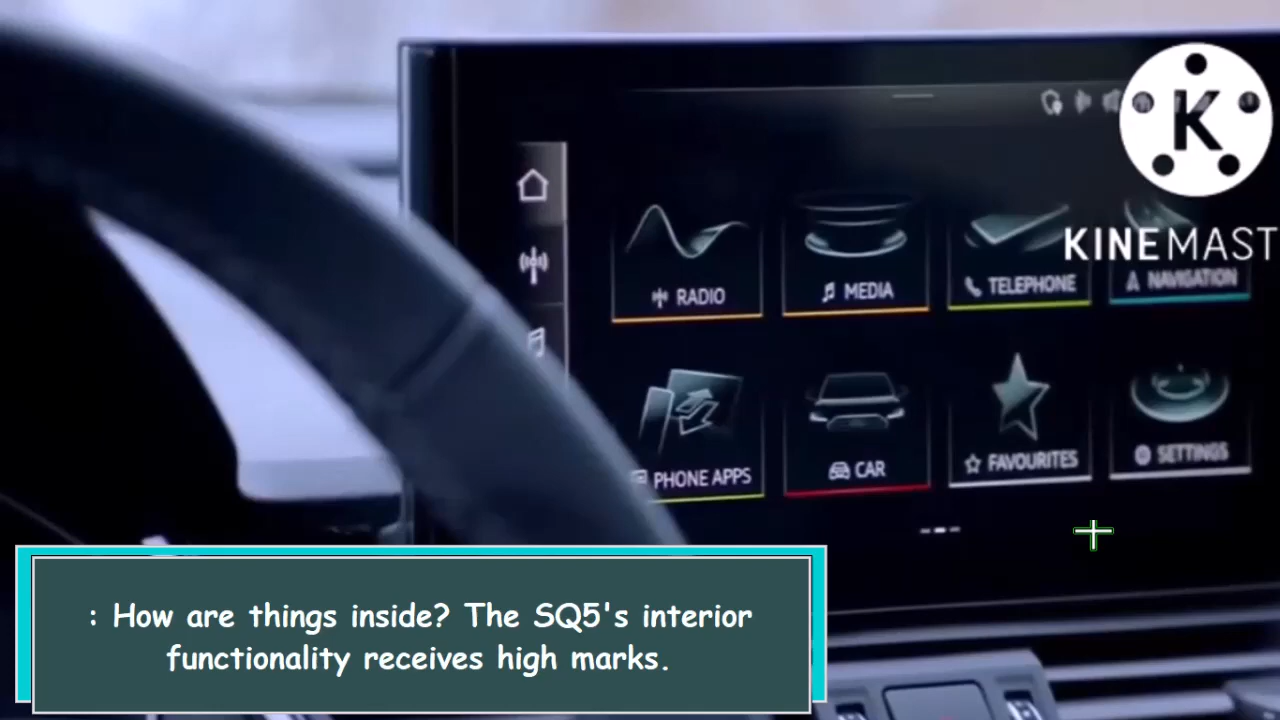 K
KINEMAST
RADIO
MEDIA
TELEPHONE
NAVIGATION
PHONE APPS
CAR
FAVOURITES
SETTINGS
: How are things inside? The SQ5's interior
functionality receives high marks.